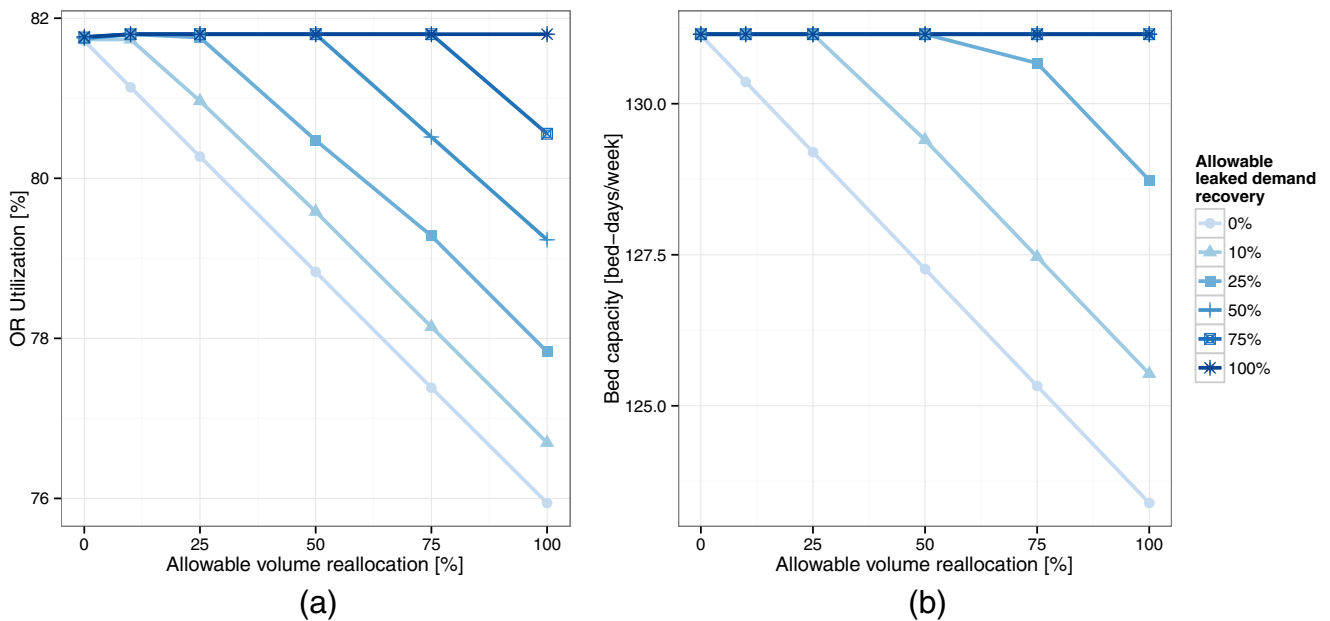 82
80
78
76
OR Utilization [%]
0 25 50 75 100
Allowable volume reallocation [%]
(a)
130.0
127.5
125.0
Bed capacity [bed−days/week]
0 25 50 75 100
Allowable volume reallocation [%]
(b)
Allowable
leaked demand
recovery
0%
10%
25%
50%
75%
100%